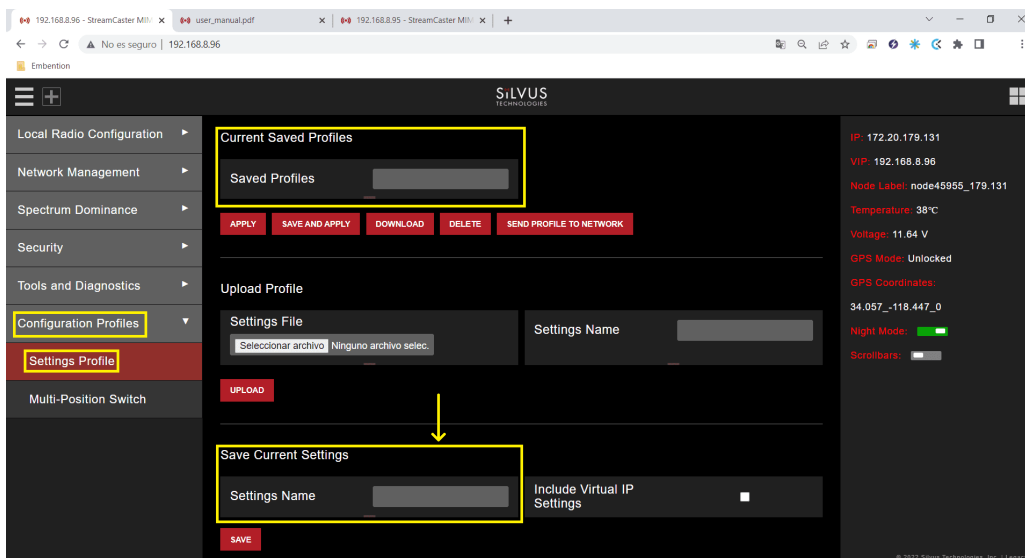 192.168.8.96 - StreamCaster MIM
user_manual.pdf
192.168.8.95 - StreamCaster MIM
No es seguro
192.168.8.96
Embention
SiLVUS
TECHNOLOGIES
Local Radio Configuration
Network Management
Spectrum Dominance
Security
Tools and Diagnostics
Configuration Profiles
Settings Profile
Multi-Position Switch
Current Saved Profiles
Saved Profiles
APPLY
SAVE AND APPLY
DOWNLOAD
DELETE
SEND PROFILE TO NETWORK
Upload Profile
Settings File
Seleccionar archivo Ninguno archivo selec.
Settings Name
UPLOAD
Save Current Settings
Settings Name
Include Virtual IP
Settings
SAVE
IP: 172.20.179.131
VIP: 192.168.8.96
Node Label: node45955_179.131
Temperature: 38°C
Voltage: 11.64 V
GPS Mode: Unlocked
GPS Coordinates:
34.057_-118.447_0
Night Mode:
Scrollbars:
© 2022 Silvus Technologies, Inc. | Legal